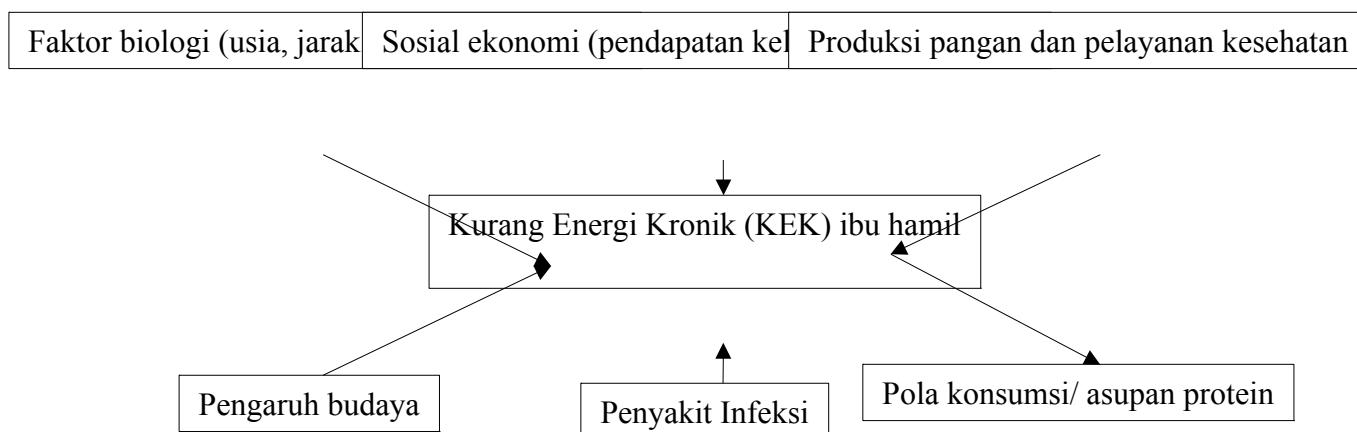 Faktor biologi (usia, jarak
Sosial ekonomi (pendapatan kel
Produksi pangan dan pelayanan kesehatan
Kurang Energi Kronik (KEK) ibu hamil
Pengaruh budaya
Penyakit Infeksi
Pola konsumsi/ asupan protein